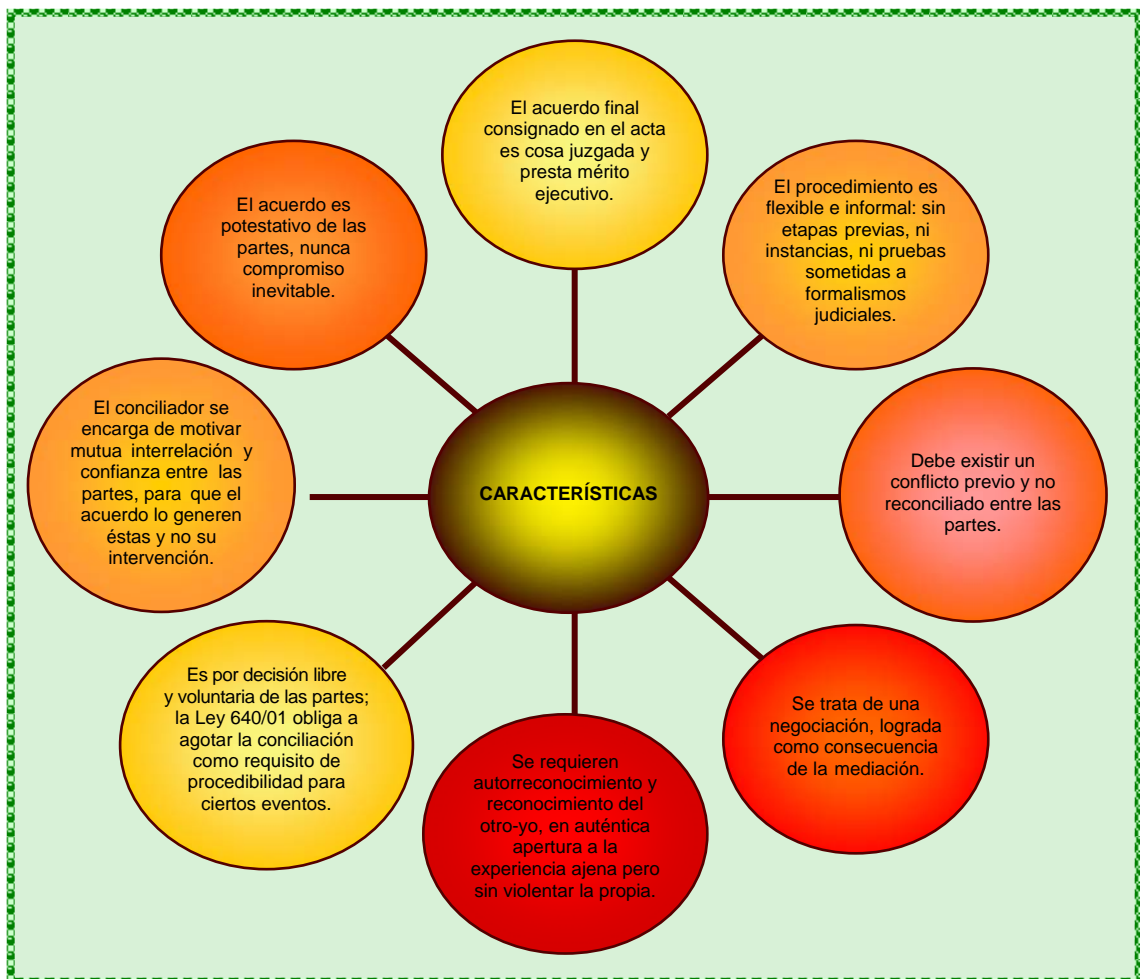 El acuerdo final
consignado en el acta
es cosa juzgada y
presta mérito
ejecutivo.
El procedimiento es
flexible e informal: sin
etapas previas, ni
instancias, ni pruebas
sometidas a
formalismos
judiciales.
Debe existir un
conflicto previo y no
reconciliado entre las
partes.
Se trata de una
negociación, lograda
como consecuencia
de la mediación.
Se requieren
autorreconocimiento y
reconocimiento del
otro-yo, en auténtica
apertura a la
experiencia ajena pero
sin violentar la propia.
Es por decisión libre
y voluntaria de las partes;
la Ley 640/01 obliga a
agotar la conciliación
como requisito de
procedibilidad para
ciertos eventos.
El conciliador se
encarga de motivar
mutua interrelación y
confianza entre las
partes, para que el
acuerdo lo generen
éstas y no su
intervención.
El acuerdo es
potestativo de las
partes, nunca
compromiso
inevitable.
CARACTERÍSTICAS